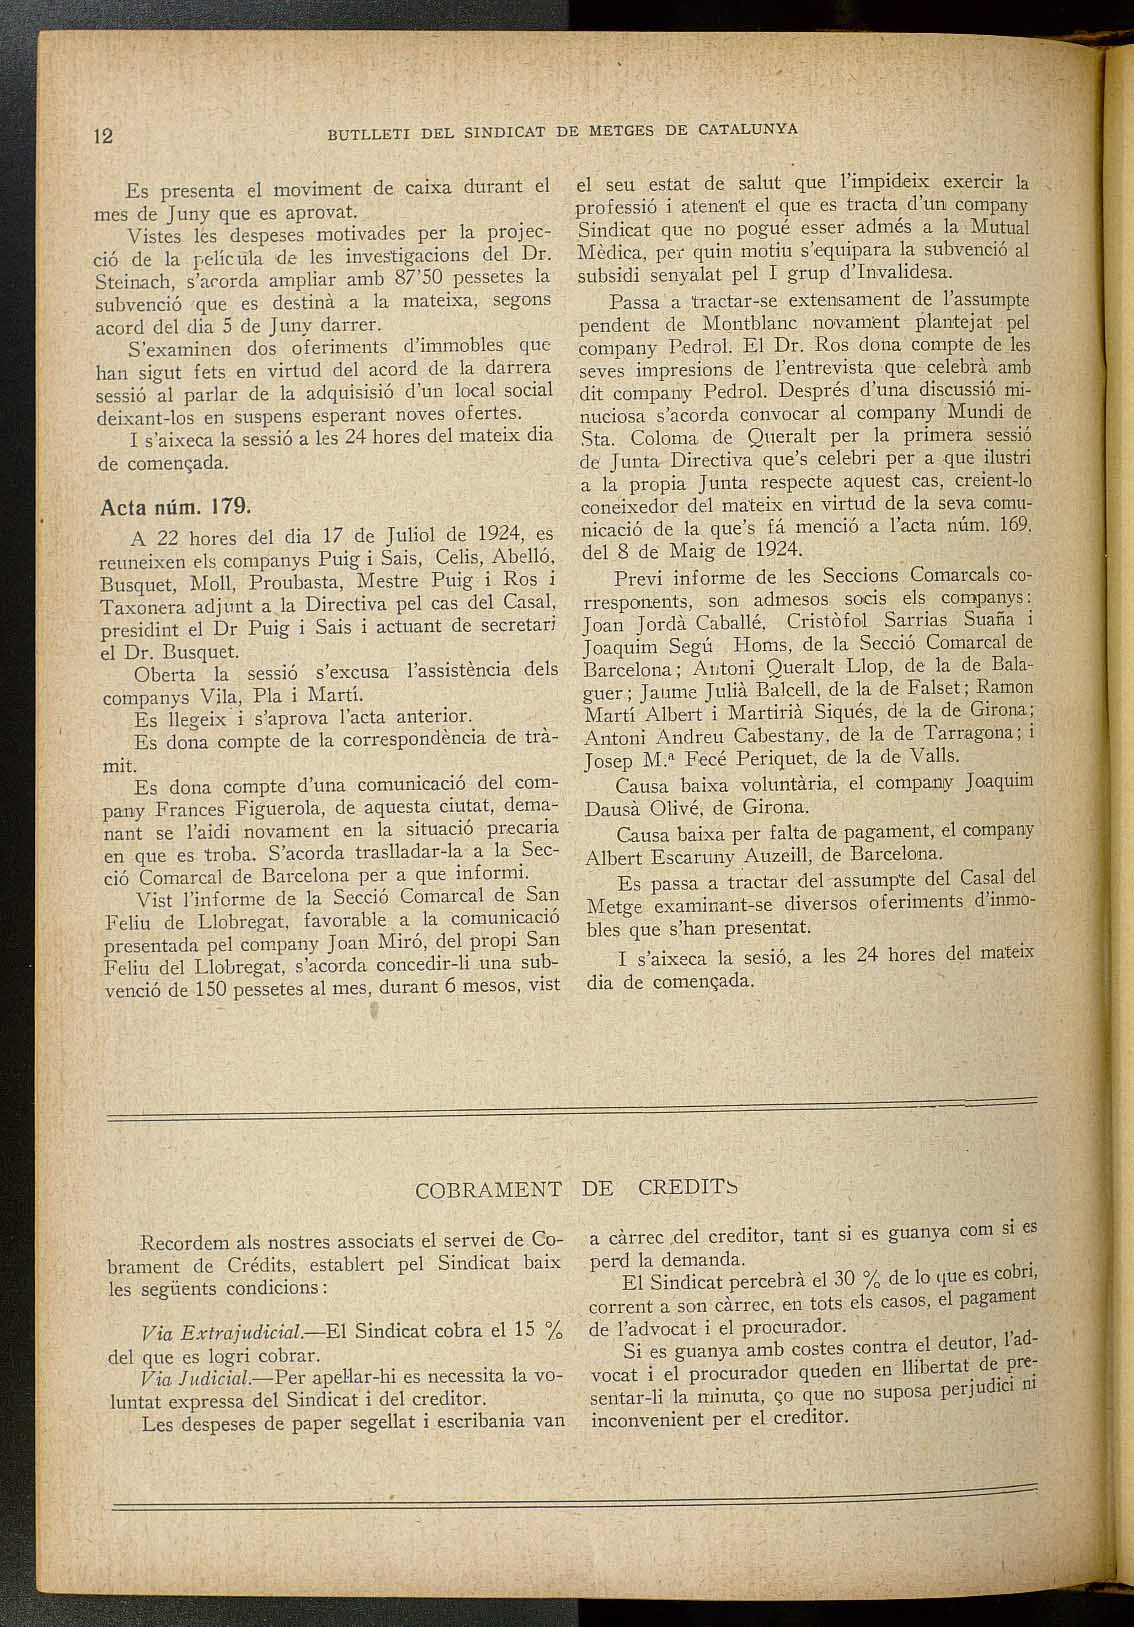 12
BUTLLETI DEL SINDICAT DE METGES DE CATALUNYA
Es presenta el moviment de caixa durant el
mes de Juny que es aprovat.
Vistes les despeses motivades per la projec-
ció de la película de les investigacions del Dr.
Steinach, s'acorda ampliar amb 87'50 pessetes la
subvenció que es destinà a la mateixa, segons
acord del dia 5 de Juny darrer.
S'examinen dos oferiments d'immobles que
han sigut fets en virtud del acord de la darrera
sessió al parlar de la adquisisió d'un local social
deixant-los en suspens esperant noves ofertes.
I s'aixeca la sessió a les 24 hores del mateix dia
de començada.
Acta núm. 179.
A 22 hores del dia 17 de Juliol de 1924, es
reuneixen els companys Puig i Sais, Celis, Abelló,
Busquet, Moll, Proubasta, Mestre Puig i Ros i
Taxonera adjunt a la Directiva pel cas del Casal,
presidint el Dr Puig i Sais i actuant de secretari
el Dr. Busquet.
Oberta la sessió s'excusa l'assistència dels
companys Vila, Pla i Martí.
Es llegeix i s'aprova l'acta anterior.
Es dona compte de la correspondència de trà-
mit.
Es dona compte d'una comunicació del com-
pany Frances Figuerola, de aquesta ciutat, dema-
nant se l'aidi novament en la situació precaria
en que es troba. S'acorda traslladar-la a la Sec-
ció Comarcal de Barcelona per a que informi.
Vist l'informe de la Secció Comarcal de San
Feliu de Llobregat, favorable a la comunicació
presentada pel company Joan Miró, del propi San
Feliu del Llobregat, s'acorda concedir-li una sub-
venció de 150 pessetes al mes, durant 6 mesos, vist
el seu estat de salut que l'impideix exercir la
professió i atenent el que es tracta d'un company
Sindicat que no pogué esser admés a la Mutual
Mèdica, per quin motiu s'equipara la subvenció al
subsidi senyalat pel I grup d'Invalidesa.
Passa a tractar-se extensament de l'assumpte
pendent de Montblanc novament plantejat pel
company Pedrol. El Dr. Ros dona compte de les
seves impresions de l'entrevista que celebrà amb
dit company Pedrol. Després d'una discussió mi-
nuciosa s'acorda convocar al company Mundi de
Sta. Coloma de Queralt per la primera sessió
de Junta Directiva que's celebri per a que ilustri
a la propia Junta respecte aquest cas, creient-lo
coneixedor del mateix en virtud de la seva comu-
nicació de la que's fá menció a l'acta núm. 169.
del 8 de Maig de 1924.
Previ informe de les Seccions Comarcals co-
rresponents, son admesos socis els companys:
Joan Jordà Caballé, Cristòfol Sarrias Suaña i
Joaquim Segú Homs, de la Secció Comarcal de
Barcelona; Antoni Queralt Llop, de la de Bala-
guer; Jaume Julià Balcell, de la de Falset; Ramon
Martí Albert i Martirià Siqués, de la de Girona;
Antoni Andreu Cabestany, de la de Tarragona; i
Josep M.ª Fecé Periquet, de la de Valls.
Causa baixa voluntària, el company Joaquim
Dausà Olivé, de Girona.
Causa baixa per falta de pagament, el company
Albert Escaruny Auzeill, de Barcelona.
Es passa a tractar del assumpte del Casal del
Metge examinant-se diversos oferiments d'inmo-
bles que s'han presentat.
I s'aixeca la sesió, a les 24 hores del mateix
dia de començada.
COBRAMENT DE CREDITS
Recordem als nostres associats el servei de Co-
brament de Crédits, establert pel Sindicat baix
les següents condicions:
Via Extrajudicial.—El Sindicat cobra el 15 %
del que es logri cobrar.
Via Judicial.—Per apel·lar-hi es necessita la vo-
luntat expressa del Sindicat i del creditor.
Les despeses de paper segellat i escribania van
a càrrec del creditor, tant si es guanya com si es
perd la demanda.
El Sindicat percebrà el 30 % de lo que es cobri,
corrent a son càrrec, en tots els casos, el pagament
de l'advocat i el procurador.
Si es guanya amb costes contra el deutor, l'ad-
vocat i el procurador queden en llibertat de pre-
sentar-li la minuta, ço que no suposa perjudici ni
inconvenient per el creditor.